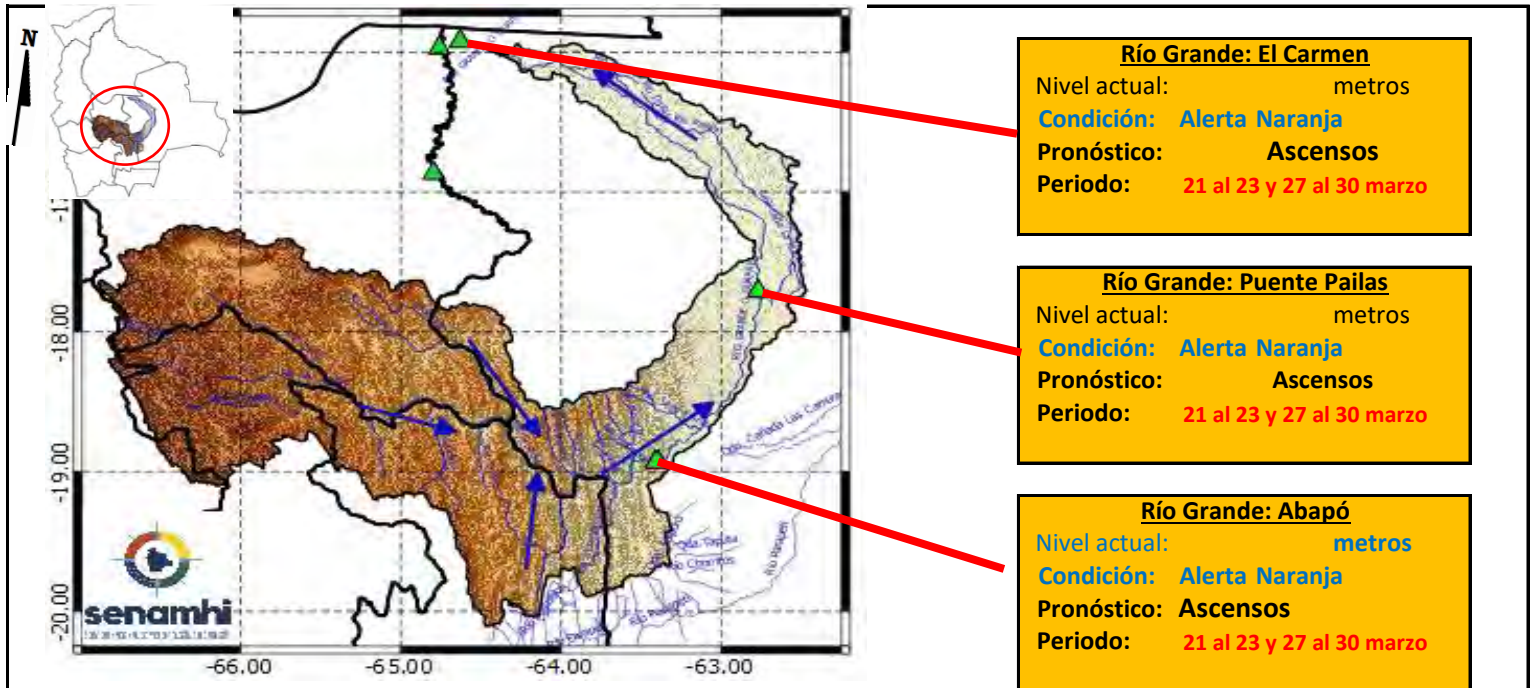 N
Río Grande: El Carmen
Nivel actual: metros
Condición: Alerta Naranja
Pronóstico: Ascensos
Periodo: 21 al 23 y 27 al 30 marzo
Río Grande: Puente Pailas
Nivel actual: metros
Condición: Alerta Naranja
Pronóstico: Ascensos
Periodo: 21 al 23 y 27 al 30 marzo
Río Grande: Abapó
Nivel actual: metros
Condición: Alerta Naranja
Pronóstico: Ascensos
Periodo: 21 al 23 y 27 al 30 marzo
-18.00
-19.00
-20.00
-66.00
-65.00
-64.00
-63.00
senamhi